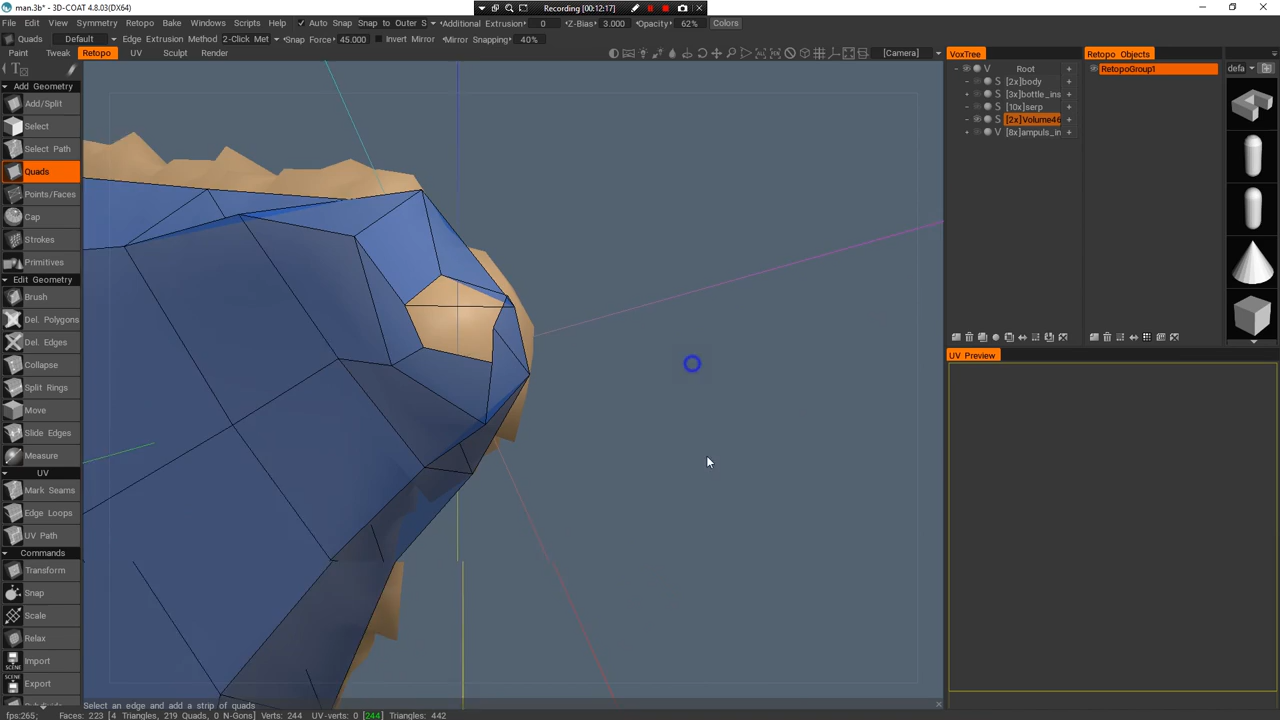 man.3b* - 3D-COAT 4.8.03(DX64)
Recording [00:12:17]
File Edit View Symmetry Retopo Bake Windows Scripts Help Auto Snap Snap to Outer S Additional Extrusion 0 Z-Bias 3.000 Opacity 62% Colors
Quads Default Edge Extrusion Method 2-Click Met Snap Force 45.000 Invert Mirror Mirror Snapping 40%
Paint Tweak Retopo UV Sculpt Render [Camera] VoxTree Retopo Objects
Root
RetopoGroup1
defa
[2x]body
[3x]bottle_ins
[10x]serp
[2x]Volume46
[8x]ampuls_in
Add Geometry
Add/Split
Select
Select Path
Quads
Points/Faces
Cap
Strokes
Primitives
Edit Geometry
Brush
Del. Polygons
Del. Edges
Collapse
Split Rings
Move
Slide Edges
Measure
UV
Mark Seams
Edge Loops
UV Path
Commands
Transform
Snap
Scale
Relax
Import
Export
UV Preview
Select an edge and add a strip of quads
fps:265; Faces: 223 [4 Triangles, 219 Quads, 0 N-Gons] Verts: 244 UV-verts: 0 [244] Triangles: 442